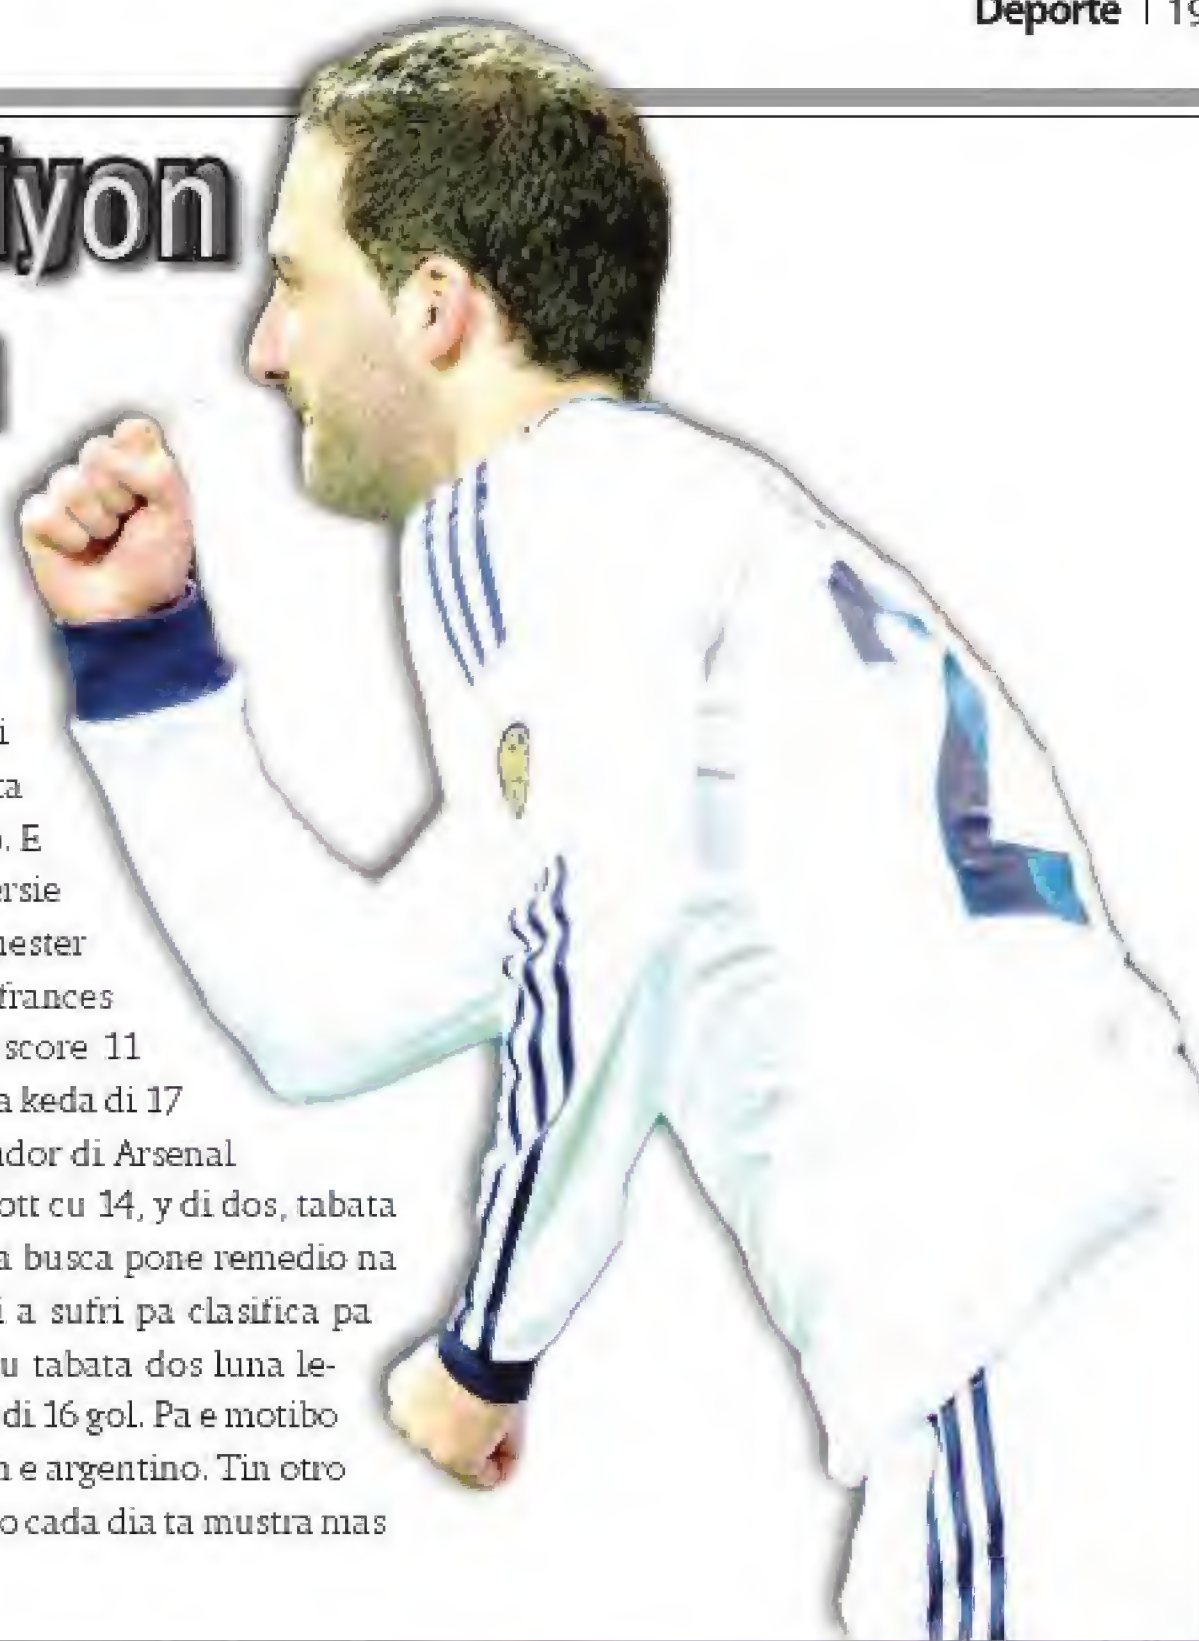 Deporte | 19
yon
i
ta
. E
ersie
nester
frances
score 11
a keda di 17
ador di Arsenal
ott cu 14, y di dos, tabata
a busca pone remedio na
i a sufri pa clasifica pa
u tabata dos luna le-
di 16 gol. Pa e motibo
n e argentino. Tin otro
o cada dia ta mustra mas